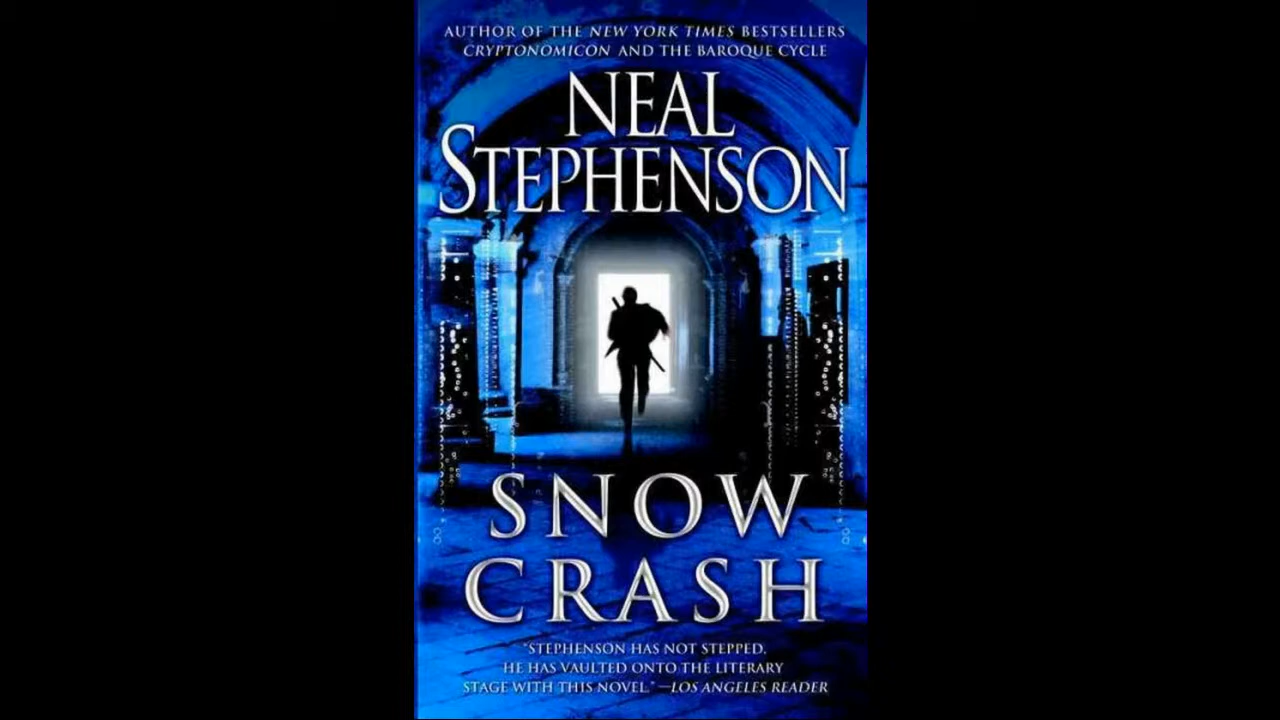 AUTHOR OF THE NEW YORK TIMES BESTSELLERS
CRYPTONOMICON AND THE BAROQUE CYCLE
NEAL
STEPHENSON
SNOW
CRASH
"STEPHENSON HAS NOT STEPPED,
HE HAS VAULTED ONTO THE LITERARY
STAGE WITH THIS NOVEL."—LOS ANGELES READER